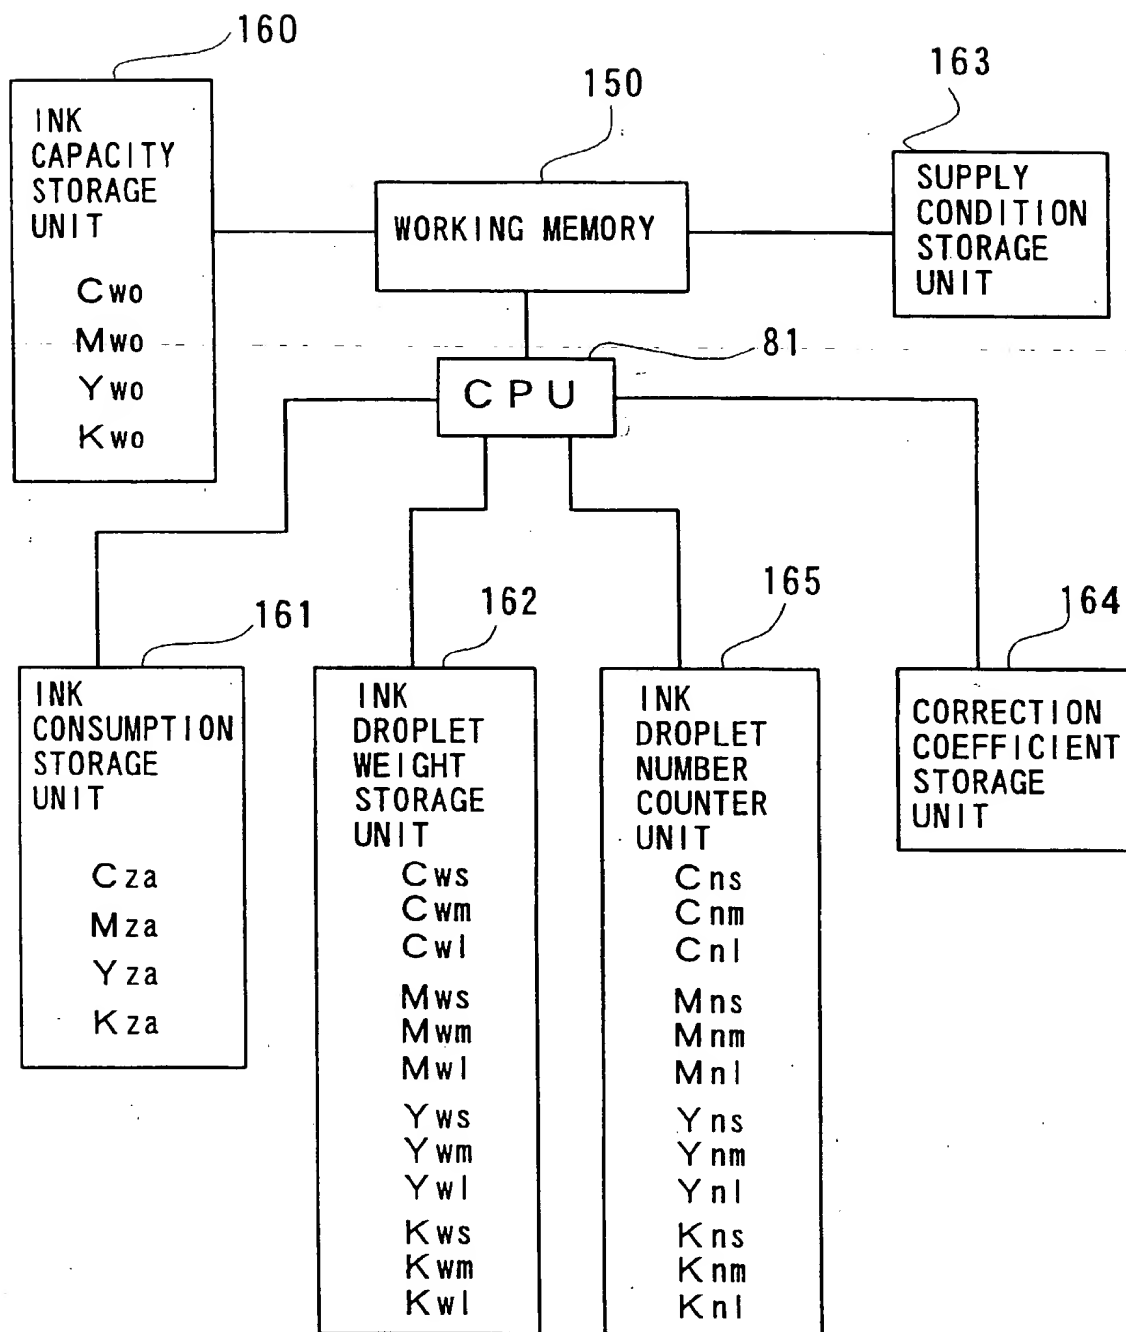 160
INK
CAPACITY
STORAGE
UNIT
Cwo
Mwo
Ywo
Kwo
150
WORKING MEMORY
163
SUPPLY
CONDITION
STORAGE
UNIT
81
CPU
161
INK
CONSUMPTION
STORAGE
UNIT
Cza
Mza
Yza
Kza
162
INK
DROPLET
WEIGHT
STORAGE
UNIT
Cws
Cwm
Cwl
Mws
Mwm
Mwl
Yws
Ywm
Ywl
Kws
Kwm
Kwl
165
INK
DROPLET
NUMBER
COUNTER
UNIT
Cns
Cnm
Cnl
Mns
Mnm
Mnl
Yns
Ynm
Ynl
Kns
Knm
Knl
164
CORRECTION
COEFFICIENT
STORAGE
UNIT